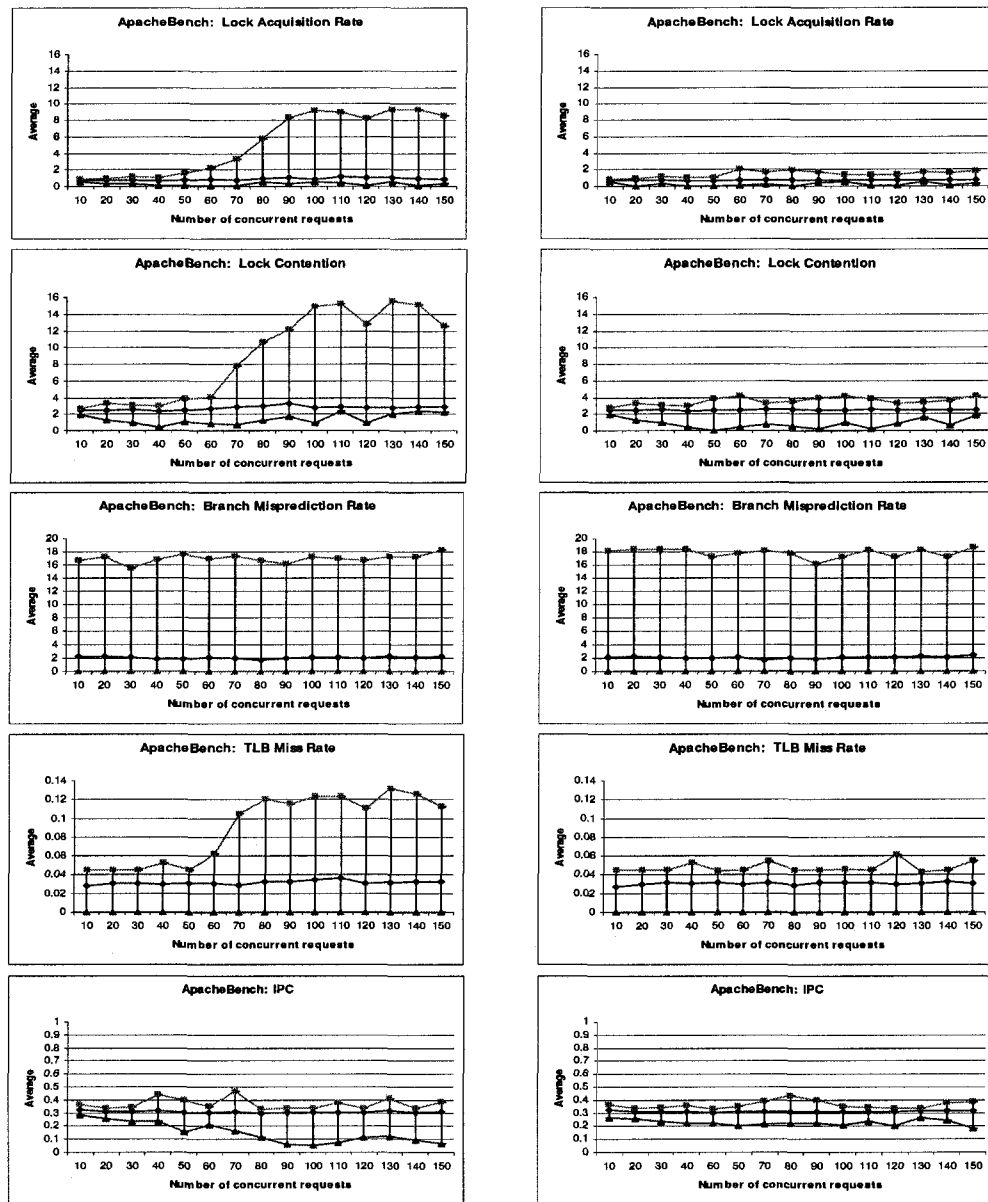 ApacheBench: Lock Acquisition Rate
16
14
12
10
8
6
4
2
0
Average
10 20 30 40 50 60 70 80 90 100 110 120 130 140 150
Number of concurrent requests
ApacheBench: Lock Acquisition Rate
16
14
12
10
8
6
4
2
0
Average
10 20 30 40 50 60 70 80 90 100 110 120 130 140 150
Number of concurrent requests
ApacheBench: Lock Contention
16
14
12
10
8
6
4
2
0
Average
10 20 30 40 50 60 70 80 90 100 110 120 130 140 150
Number of concurrent requests
ApacheBench: Lock Contention
16
14
12
10
8
6
4
2
0
Average
10 20 30 40 50 60 70 80 90 100 110 120 130 140 150
Number of concurrent requests
ApacheBench: Branch Misprediction Rate
20
18
16
14
12
10
8
6
4
2
0
Average
10 20 30 40 50 60 70 80 90 100 110 120 130 140 150
Number of concurrent requests
ApacheBench: Branch Misprediction Rate
20
18
16
14
12
10
8
6
4
2
0
Average
10 20 30 40 50 60 70 80 90 100 110 120 130 140 150
Number of concurrent requests
ApacheBench: TLB Miss Rate
0.14
0.12
0.1
0.08
0.06
0.04
0.02
0
Average
10 20 30 40 50 60 70 80 90 100 110 120 130 140 150
Number of concurrent requests
ApacheBench: TLB Miss Rate
0.14
0.12
0.1
0.08
0.06
0.04
0.02
0
Average
10 20 30 40 50 60 70 80 90 100 110 120 130 140 150
Number of concurrent requests
ApacheBench: IPC
1
0.9
0.8
0.7
0.6
0.5
0.4
0.3
0.2
0.1
0
Average
10 20 30 40 50 60 70 80 90 100 110 120 130 140 150
Number of concurrent requests
ApacheBench: IPC
1
0.9
0.8
0.7
0.6
0.5
0.4
0.3
0.2
0.1
0
Average
10 20 30 40 50 60 70 80 90 100 110 120 130 140 150
Number of concurrent requests